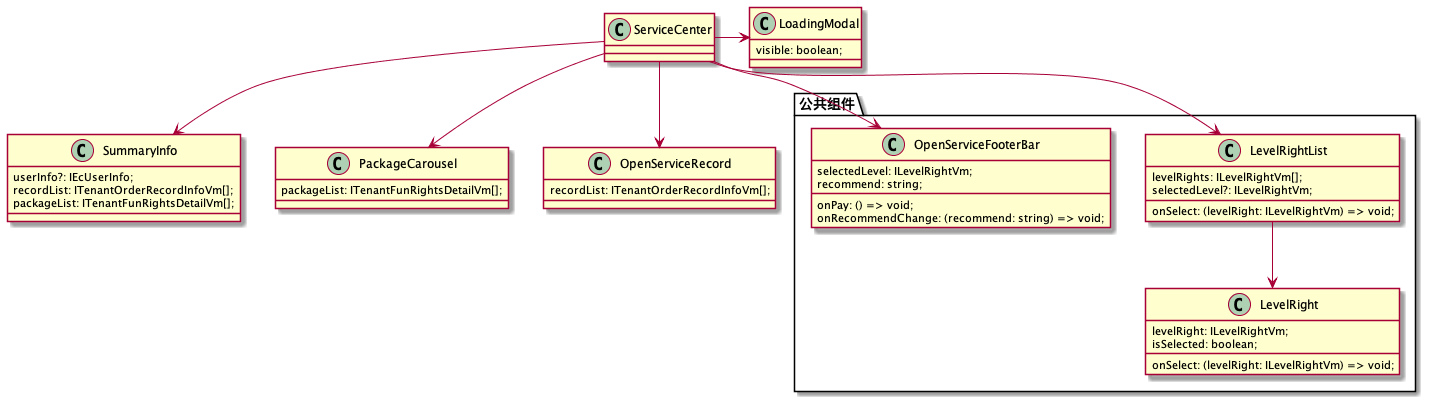 C ServiceCenter
C LoadingModal
visible: boolean;
公共组件
C SummaryInfo
userInfo?: IEcUserInfo;
recordList: ITenantOrderRecordInfoVm[];
packageList: ITenantFunRightsDetailVm[];
C PackageCarousel
packageList: ITenantFunRightsDetailVm[];
C OpenServiceRecord
recordList: ITenantOrderRecordInfoVm[];
C OpenServiceFooterBar
selectedLevel: ILevelRightVm;
recommend: string;
onPay: () => void;
onRecommendChange: (recommend: string) => void;
C LevelRightList
levelRights: ILevelRightVm[];
selectedLevel?: ILevelRightVm;
onSelect: (levelRight: ILevelRightVm) => void;
C LevelRight
levelRight: ILevelRightVm;
isSelected: boolean;
onSelect: (levelRight: ILevelRightVm) => void;